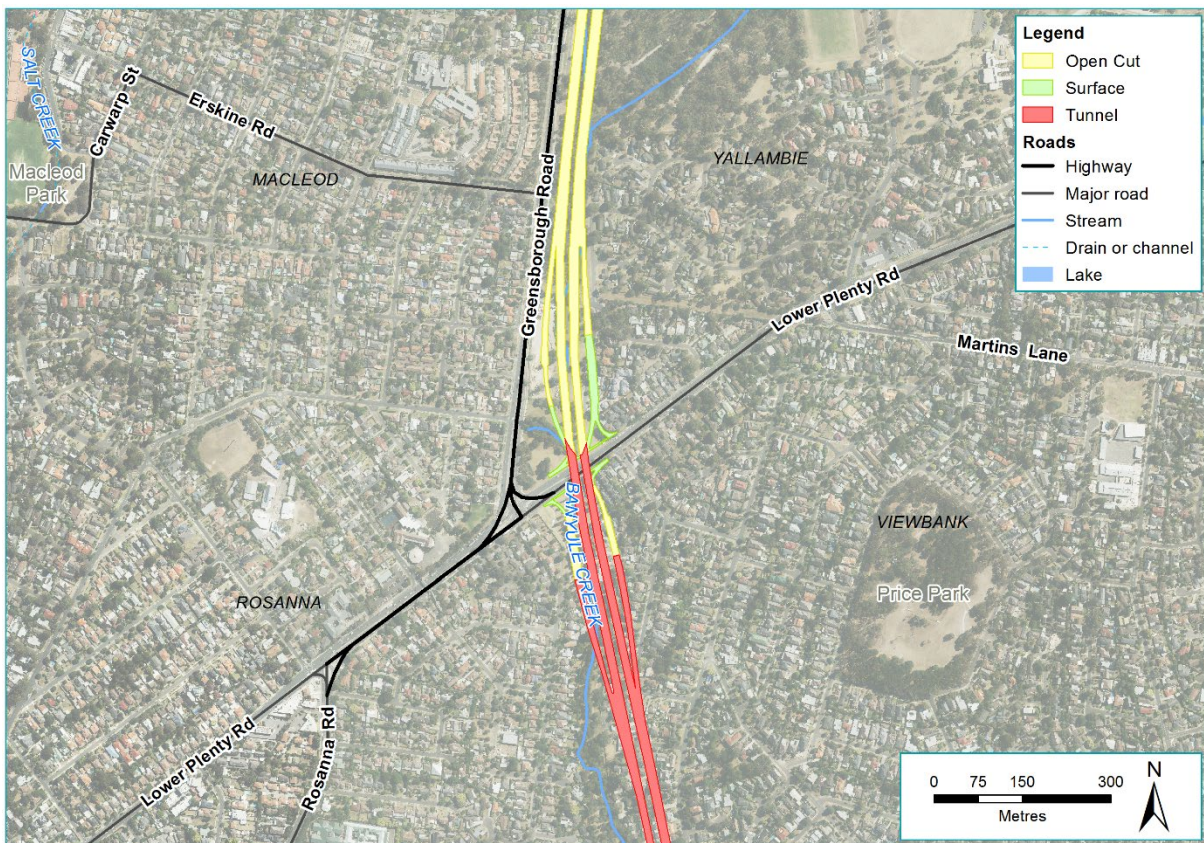 SALT CREEK
Carwarp St
Erskine Rd
Macleod
Park
MACLEOD
Greensborough Road
YALLAMBIE
Lower Plenty Rd
Martins Lane
BANYULE CREEK
VIEWBANK
Price Park
ROSANNA
Lower Plenty Rd
Rosanna Rd
Legend
Open Cut
Surface
Tunnel
Roads
Highway
Major road
Stream
Drain or channel
Lake
0 75 150 300
Metres
N